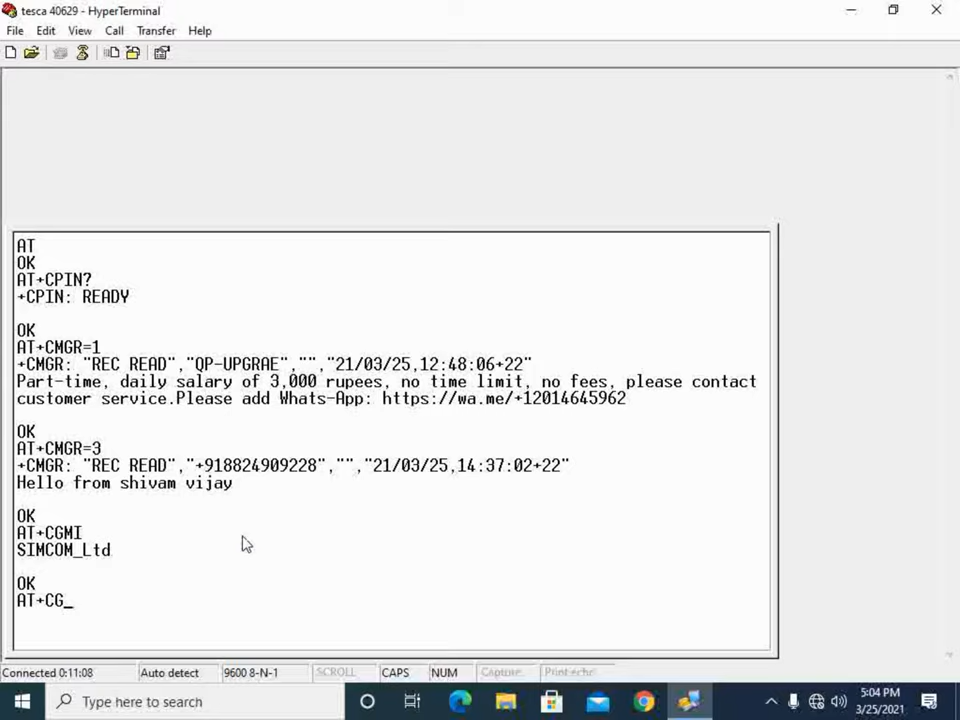 tesca 40629 - HyperTerminal
File Edit View Call Transfer Help
AT
OK
AT+CPIN?
+CPIN: READY
OK
AT+CMGR=1
+CMGR: "REC READ","QP-UPGRAE","","21/03/25,12:48:06+22"
Part-time, daily salary of 3,000 rupees, no time limit, no fees, please contact
customer service.Please add Whats-App: https://wa.me/+12014645962
OK
AT+CMGR=3
+CMGR: "REC READ","+918824909228","","21/03/25,14:37:02+22"
Hello from shivam vijay
OK
AT+CGMI
SIMCOM_Ltd
OK
AT+CG_
Connected 0:11:08 Auto detect 9600 8-N-1 SCROLL CAPS NUM Capture Print echo
Type here to search
5:04 PM
3/25/2021